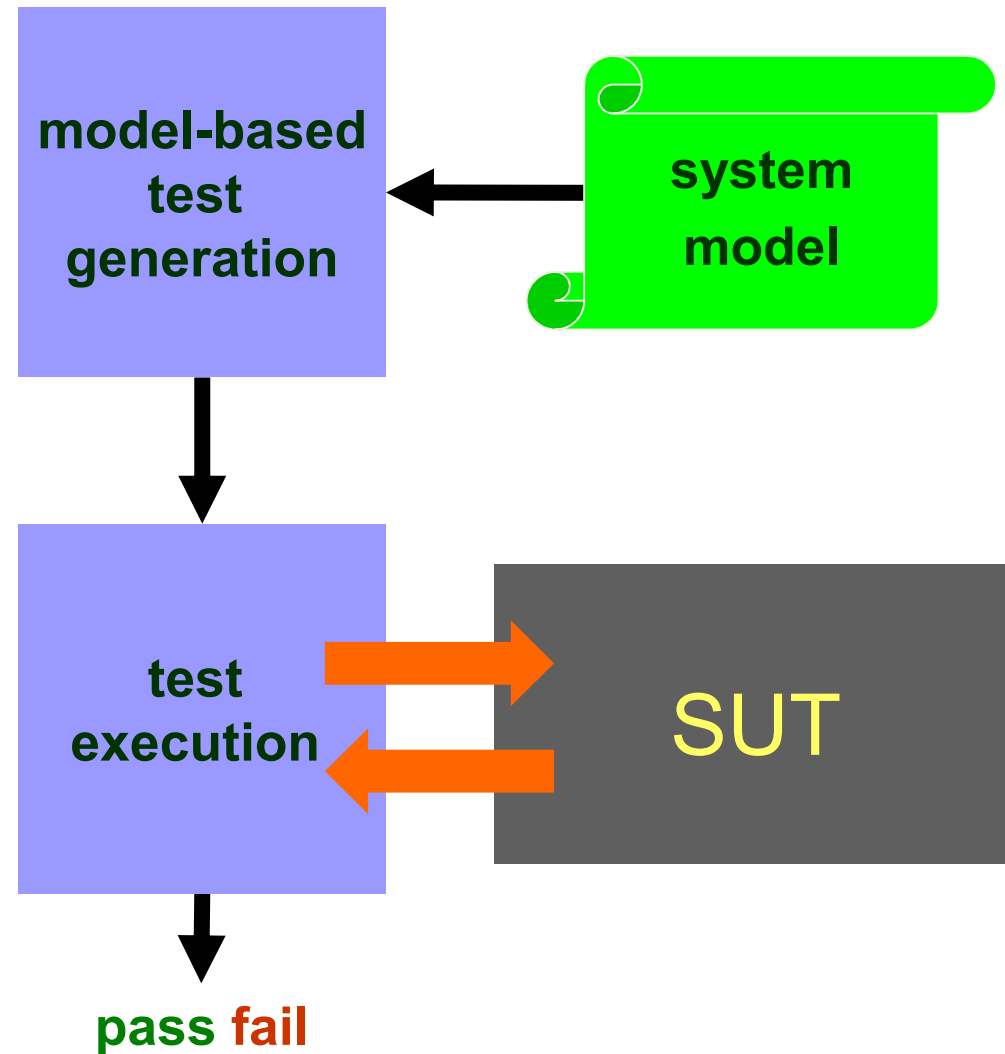 model-based
test
generation
system
model
test
execution
SUT
pass fail